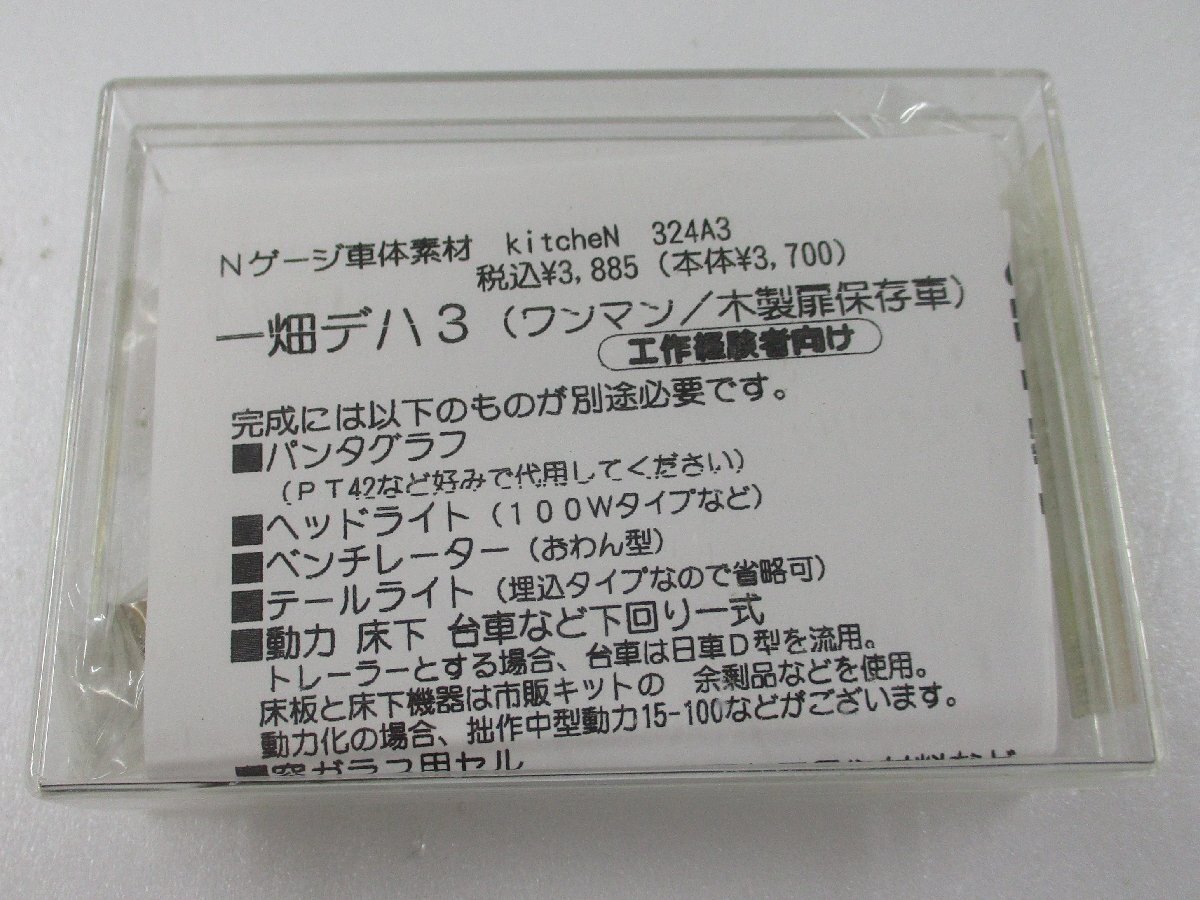 Nゲージ車体素材 kitcheN 324A3
税込¥3,885（本体¥3,700）
一畑デハ３（ワンマン／木製扉保存車）
工作経験者向け
完成には以下のものが別途必要です。
■パンタグラフ
（ＰＴ42など好みで代用してください）
■ヘッドライト（１００Wタイプなど）
■ベンチレーター（おわん型）
■テールライト（埋込タイプなので省略可）
■動力 床下 台車など下回り一式
トレーラーとする場合、台車は日車Ｄ型を流用。
床板と床下機器は市販キットの 余剰品などを使用。
動力化の場合、拙作中型動力15-100などがございます。
■窓ガラス用セル